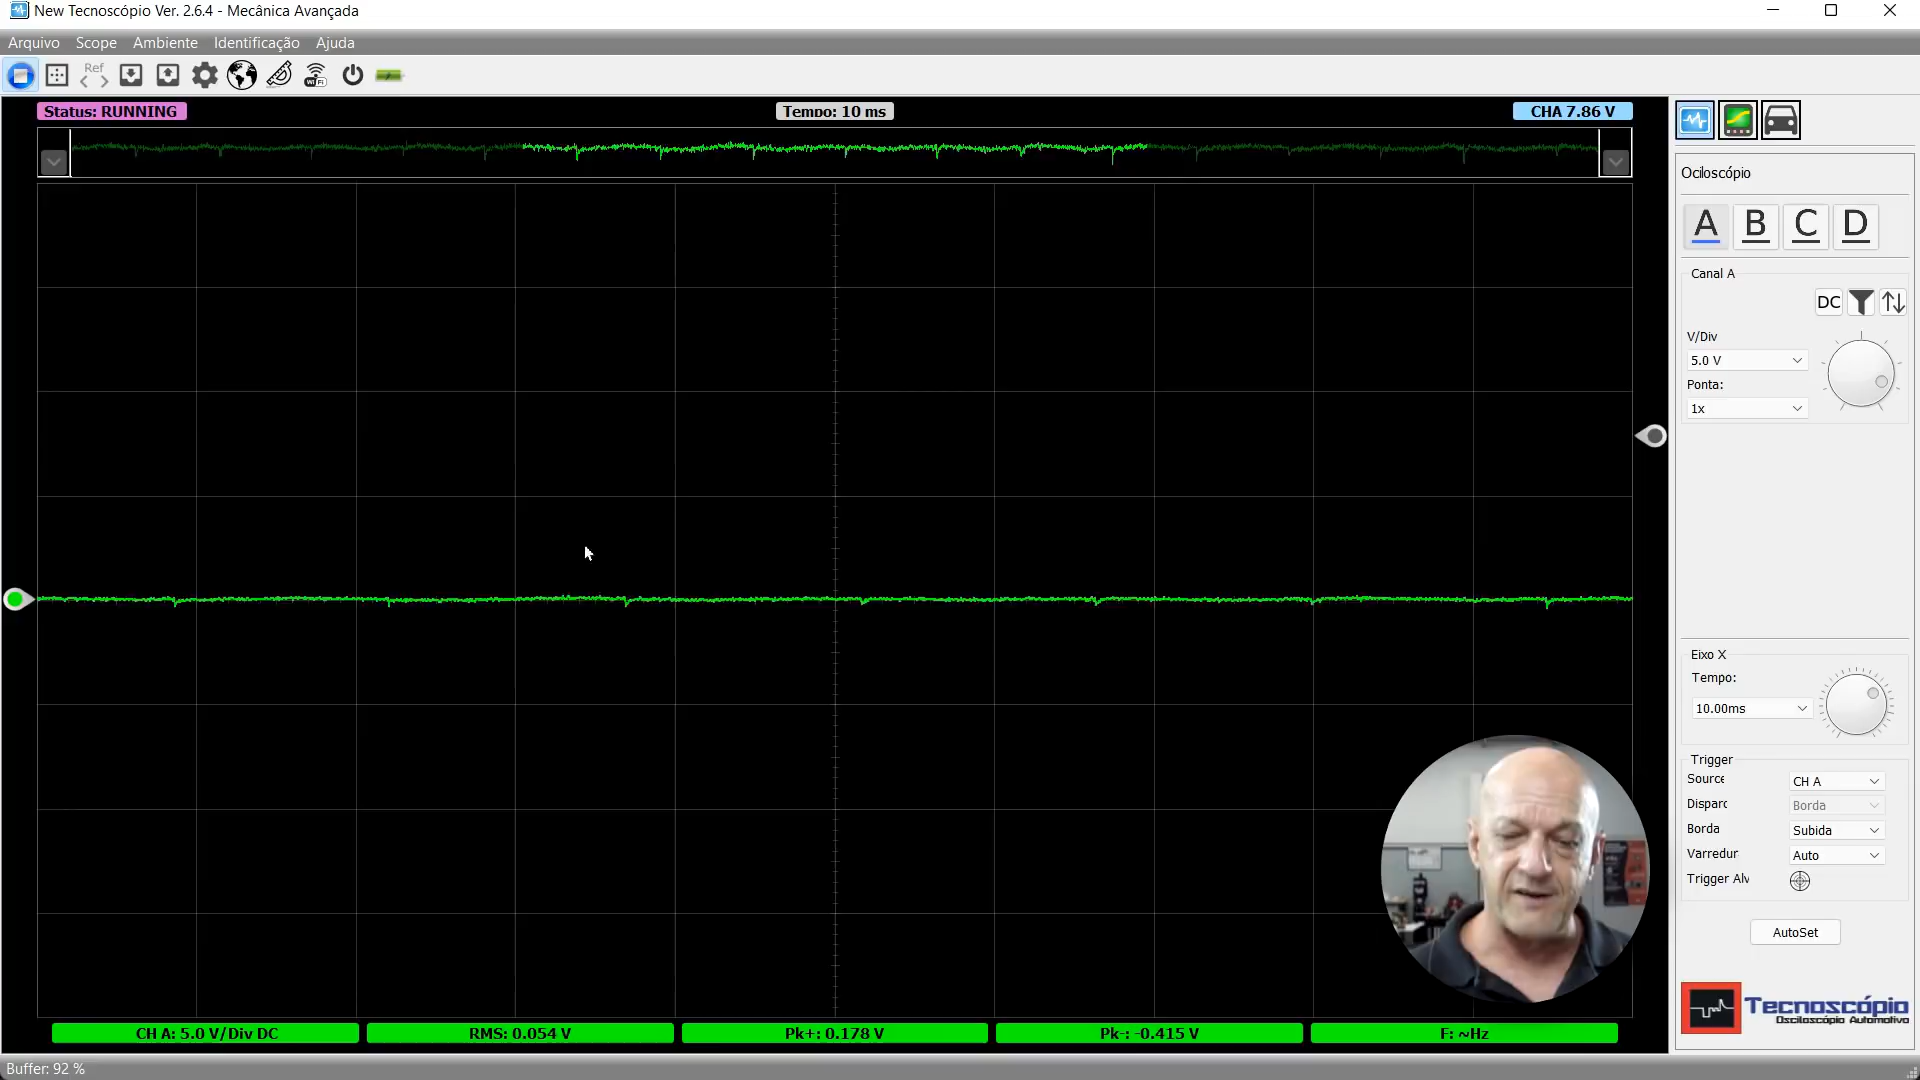 New Tecnoscópio Ver. 2.6.4 - Mecânica Avançada
Arquivo Scope Ambiente Identificação Ajuda
Ref
WiFi
Status: RUNNING
Tempo: 10 ms
CHA 7.86 V
Ociloscópio
A B C D
Canal A
DC
V/Div
5.0 V
Ponta:
1x
Eixo X
Tempo:
10.00ms
Trigger
Source CH A
Disparo Borda
Borda Subida
Varredur Auto
Trigger Alv
AutoSet
Tecnoscópio
Osciloscópio Automotivo
CH A: 5.0 V/Div DC
RMS: 0.054 V
Pk+: 0.178 V
Pk-: -0.415 V
F: ~Hz
Buffer: 92 %